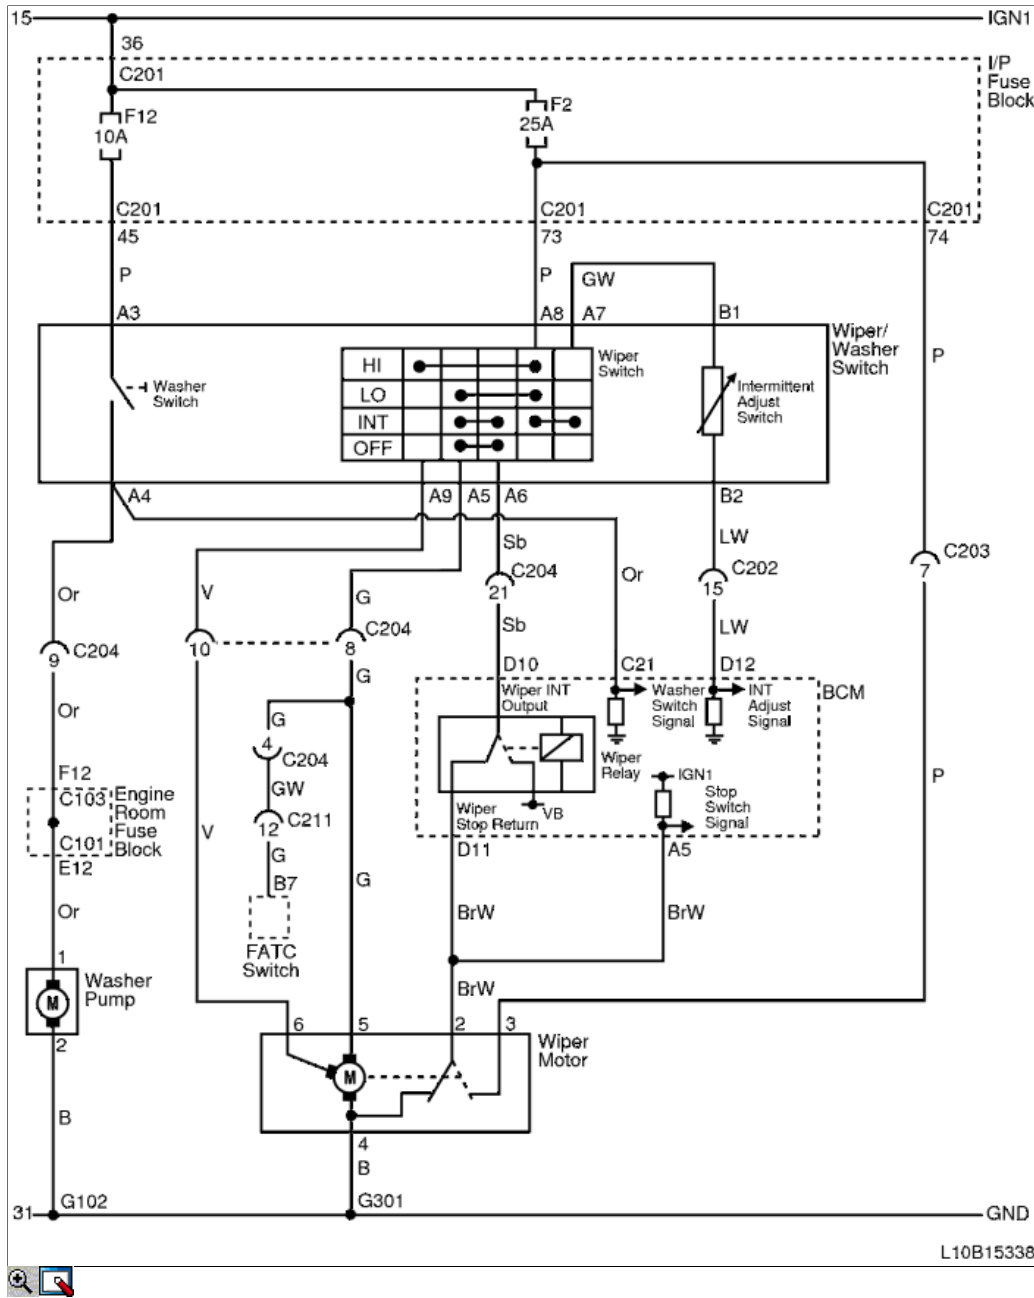 15
IGN1
36
C201
I/P
Fuse
Block
F12
10A
F2
25A
C201
C201
C201
45
73
74
P
P
GW
A3
A8
A7
B1
Wiper/
Washer
Switch
P
HI
LO
INT
OFF
Wiper
Switch
Washer
Switch
Intermittent
Adjust
Switch
A4
A9
A5
A6
B2
Sb
LW
C203
7
Or
V
G
C204
21
Or
C202
15
C204
9
10
C204
8
Sb
LW
G
D10
C21
D12
Or
G
4
C204
GW
C211
12
G
B7
FATC
Switch
Wiper INT
Output
Washer
Switch
Signal
INT
Adjust
Signal
BCM
Wiper
Relay
IGN1
Stop
Switch
Signal
Wiper
Stop Return
VB
F12
C103
C101
E12
Engine
Room
Fuse
Block
V
P
D11
A5
G
Or
BrW
BrW
1
Washer
Pump
M
2
BrW
6
5
2
3
Wiper
Motor
M
B
4
B
31
G102
G301
GND
L10B15338